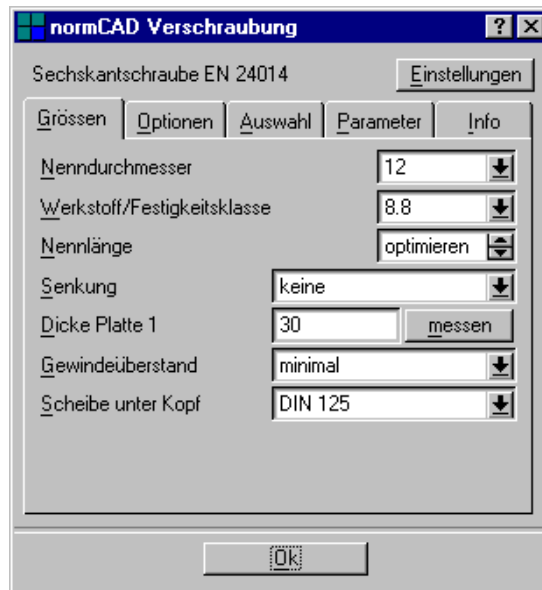 normCAD Verschraubung ? X
Sechskantschraube EN 24014 Einstellungen
Grössen Optionen Auswahl Parameter Info
Nenndurchmesser 12
Werkstoff/Festigkeitsklasse 8.8
Nennlänge optimieren
Senkung keine
Dicke Platte 1 30 messen
Gewindeüberstand minimal
Scheibe unter Kopf DIN 125
Ok